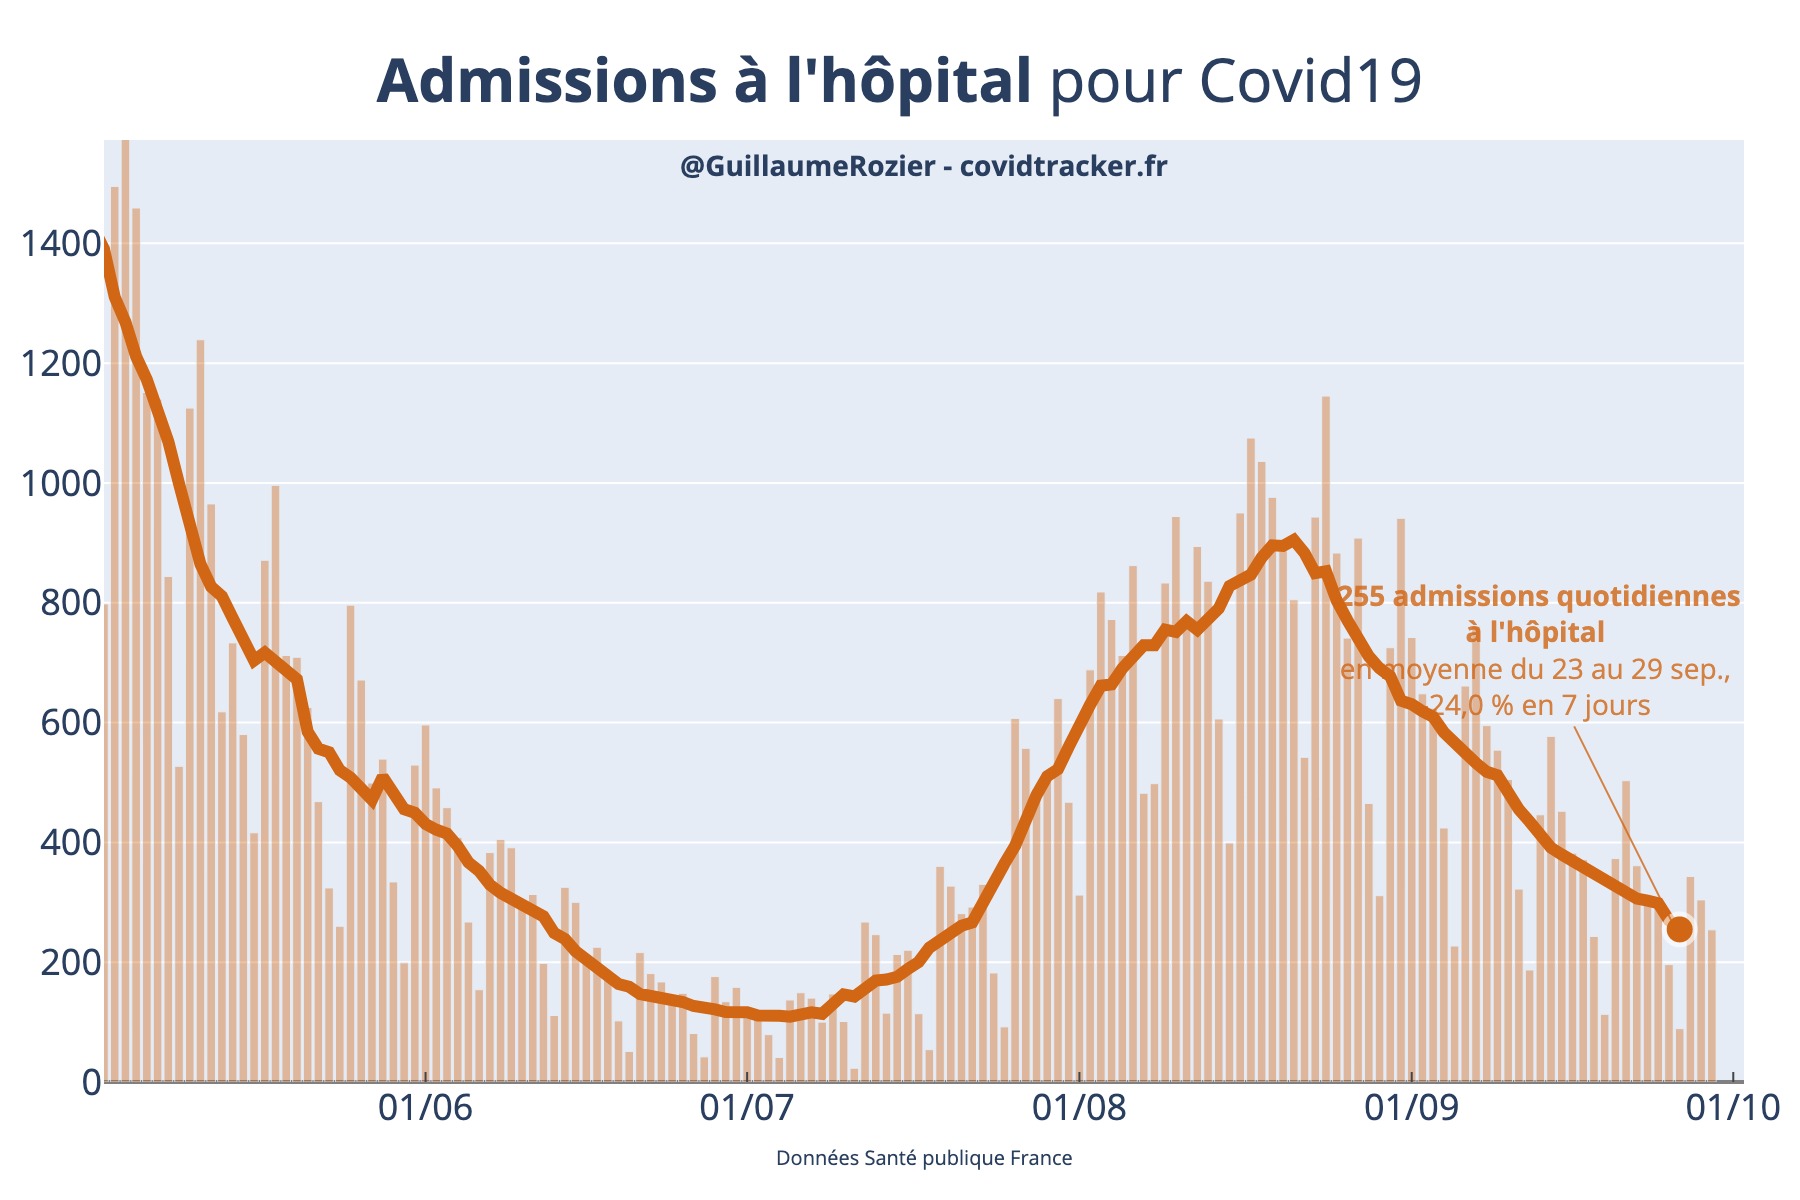 Admissions à l'hôpital pour Covid19
@GuillaumeRozier - covidtracker.fr
1400
1200
1000
800
600
400
200
0
255 admissions quotidiennes
à l'hôpital
en moyenne du 23 au 29 sep.,
24,0 % en 7 jours
01/06 01/07 01/08 01/09 01/10
Données Santé publique France